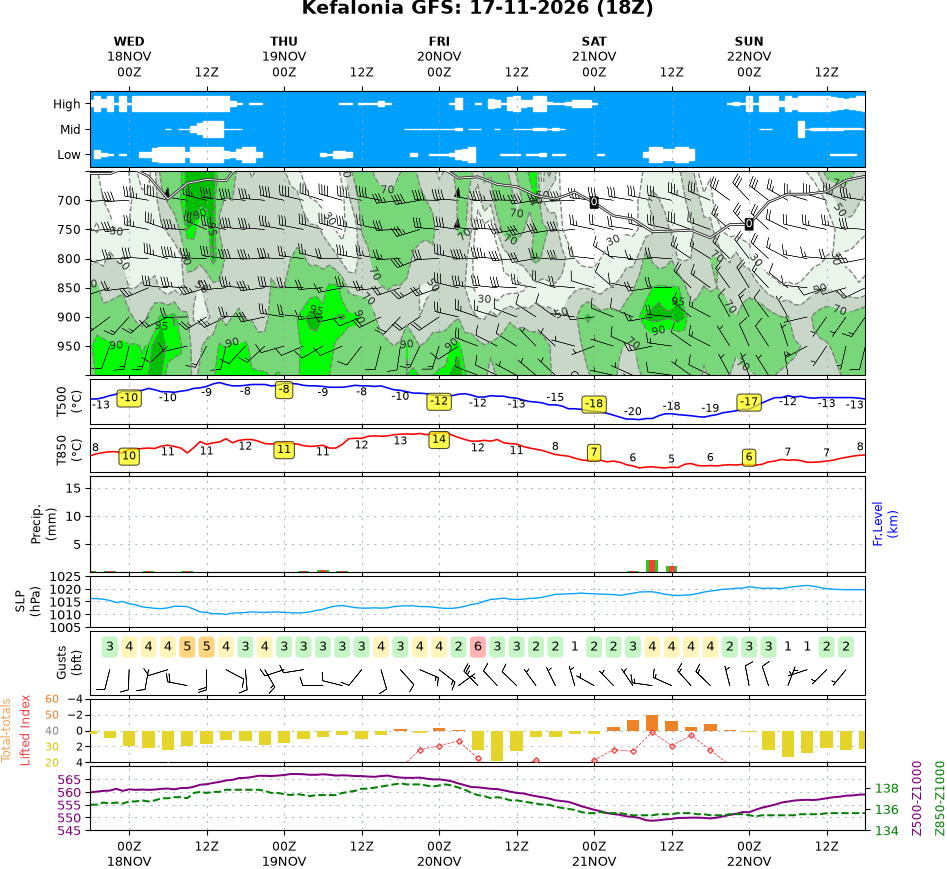 Kefalonia GFS: 17-11-2026 (18Z)
WED THU FRI SAT SUN
18NOV 19NOV 20NOV 21NOV 22NOV
00Z 12Z 00Z 12Z 00Z 12Z 00Z 12Z 00Z 12Z
High
Mid
Low
700
750
800
850
900
950
T500
(°C)
-13 -10 -10 -9 -8 -8 -9 -8 -10 -12 -12 -13 -15 -18 -20 -18 -19 -17 -12 -13 -13
T850
(°C)
8 10 11 11 12 11 11 12 13 14 12 11 8 7 6 5 6 6 7 7 8
Precip.
(mm)
15
10
5
Fr.Level
(km)
SLP
(hPa)
1025
1020
1015
1010
1005
Gusts
(bft)
3 4 4 4 5 5 4 3 4 3 3 3 3 3 4 3 4 4 2 6 3 3 2 2 1 2 2 3 4 4 4 4 2 3 3 1 1 2 2
Total-totals
Lifted Index
60 −4
50 −2
40 0
30 2
20 4
565
560
555
550
545
138
136
134
Z500-Z1000
Z850-Z1000
00Z 12Z 00Z 12Z 00Z 12Z 00Z 12Z 00Z 12Z
18NOV 19NOV 20NOV 21NOV 22NOV